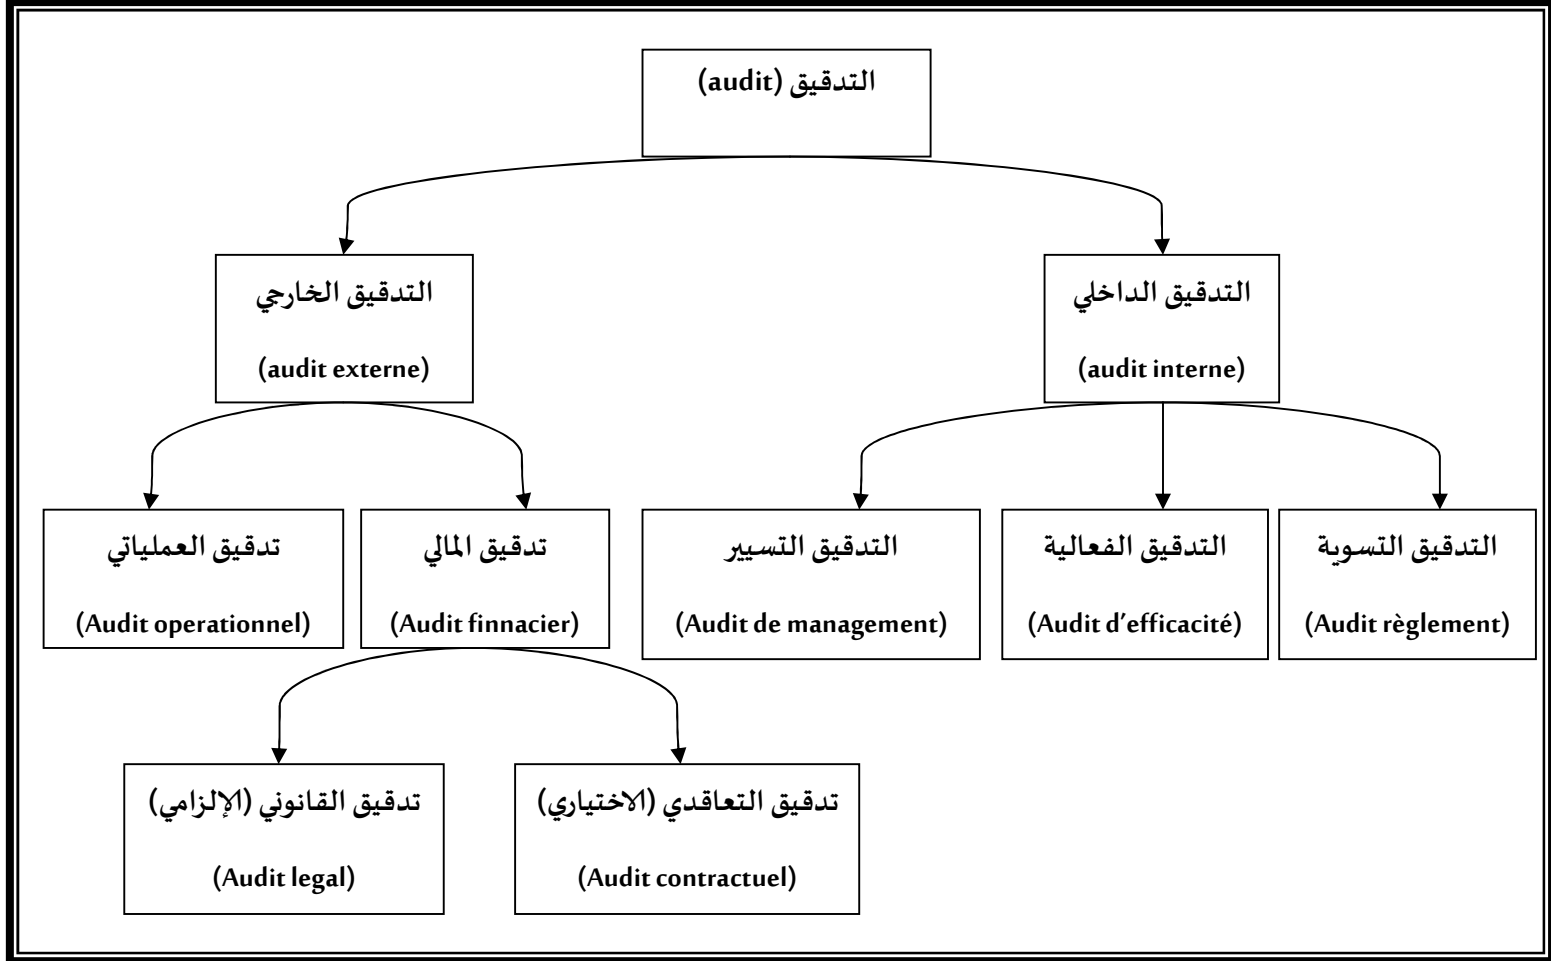 التدقيق (audit)
التدقيق الداخلي
(audit interne)
التدقيق الخارجي
(audit externe)
التدقيق التسوية
(Audit règlement)
التدقيق الفعالية
(Audit d'efficacité)
التدقيق التسيير
(Audit de management)
تدقيق المالي
(Audit finnacier)
تدقيق العملياتي
(Audit operationnel)
تدقيق التعاقدي (الاختياري)
(Audit contractuel)
تدقيق القانوني (الإلزامي)
(Audit legal)